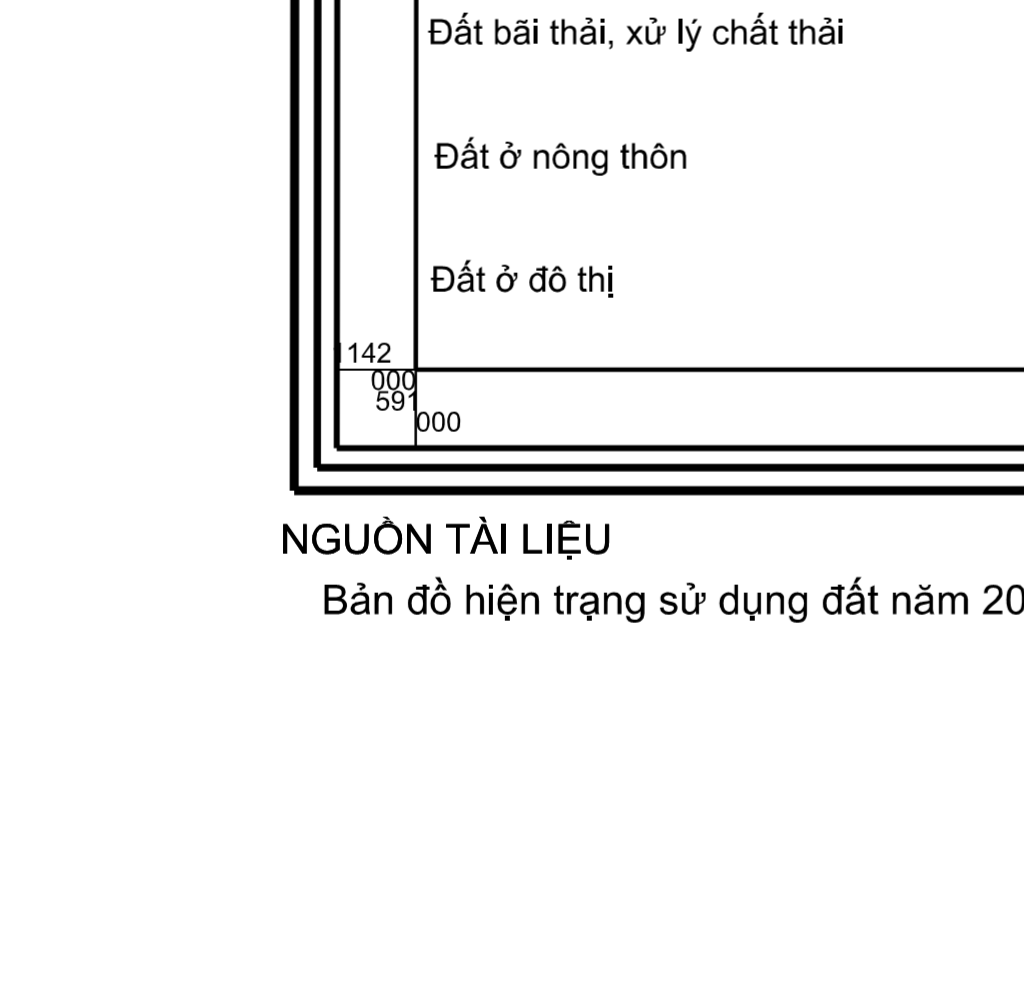 Đất bãi thải, xử lý chất thải
Đất ở nông thôn
Đất ở đô thị
1142
000
591
000
NGUỒN TÀI LIỆU
Bản đồ hiện trạng sử dụng đất năm 20